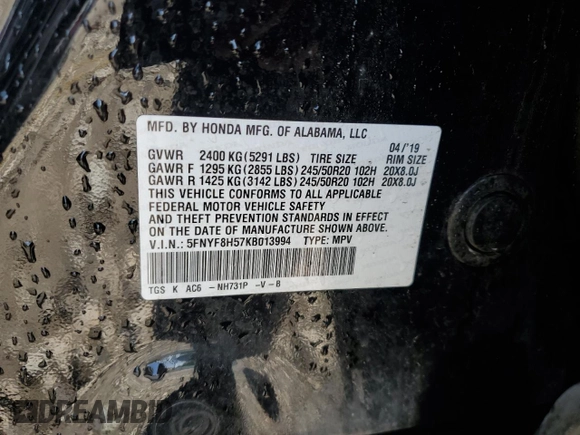 MFD. BY HONDA MFG. OF ALABAMA, LLC
04/'19
GVWR 2400 KG (5291 LBS) TIRE SIZE RIM SIZE
GAWR F 1295 KG (2855 LBS) 245/50R20 102H 20X8.0J
GAWR R 1425 KG (3142 LBS) 245/50R20 102H 20X8.0J
THIS VEHICLE CONFORMS TO ALL APPLICABLE
FEDERAL MOTOR VEHICLE SAFETY
AND THEFT PREVENTION STANDARDS IN EFFECT
ON THE DATE OF MANUFACTURE SHOWN ABOVE.
V.I.N.: 5FNYF8H57KB013994 TYPE: MPV
TGS K AC6 -NH731P -V-B
DREAMBID